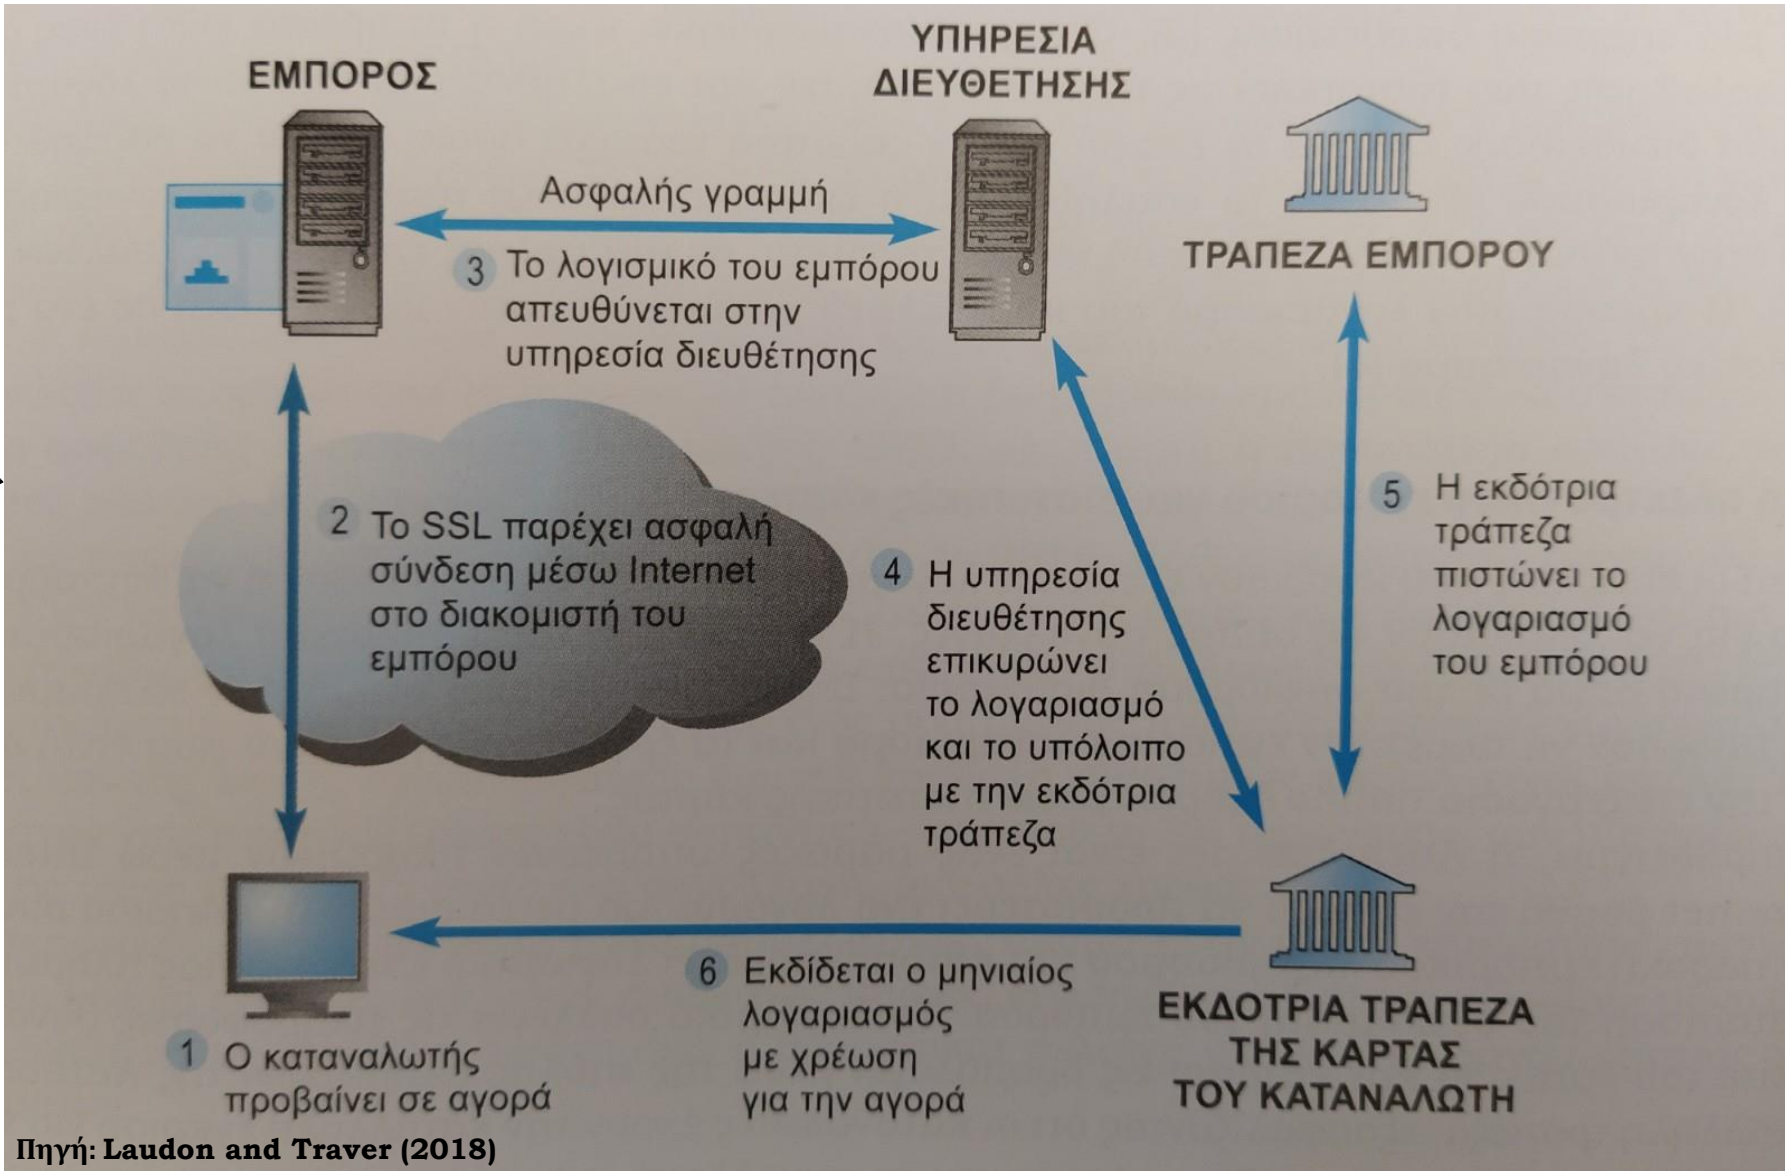 ΕΜΠΟΡΟΣ
ΥΠΗΡΕΣΙΑ
ΔΙΕΥΘΕΤΗΣΗΣ
ΤΡΑΠΕΖΑ ΕΜΠΟΡΟΥ
Ασφαλής γραμμή
3 Το λογισμικό του εμπόρου
απευθύνεται στην
υπηρεσία διευθέτησης
2 Το SSL παρέχει ασφαλή
σύνδεση μέσω Internet
στο διακομιστή του
εμπόρου
4 Η υπηρεσία
διευθέτησης
επικυρώνει
το λογαριασμό
και το υπόλοιπο
με την εκδότρια
τράπεζα
5 Η εκδότρια
τράπεζα
πιστώνει το
λογαριασμό
του εμπόρου
1 Ο καταναλωτής
προβαίνει σε αγορά
6 Εκδίδεται ο μηνιαίος
λογαριασμός
με χρέωση
για την αγορά
ΕΚΔΟΤΡΙΑ ΤΡΑΠΕΖΑ
ΤΗΣ ΚΑΡΤΑΣ
ΤΟΥ ΚΑΤΑΝΑΛΩΤΗ
Πηγή: Laudon and Traver (2018)